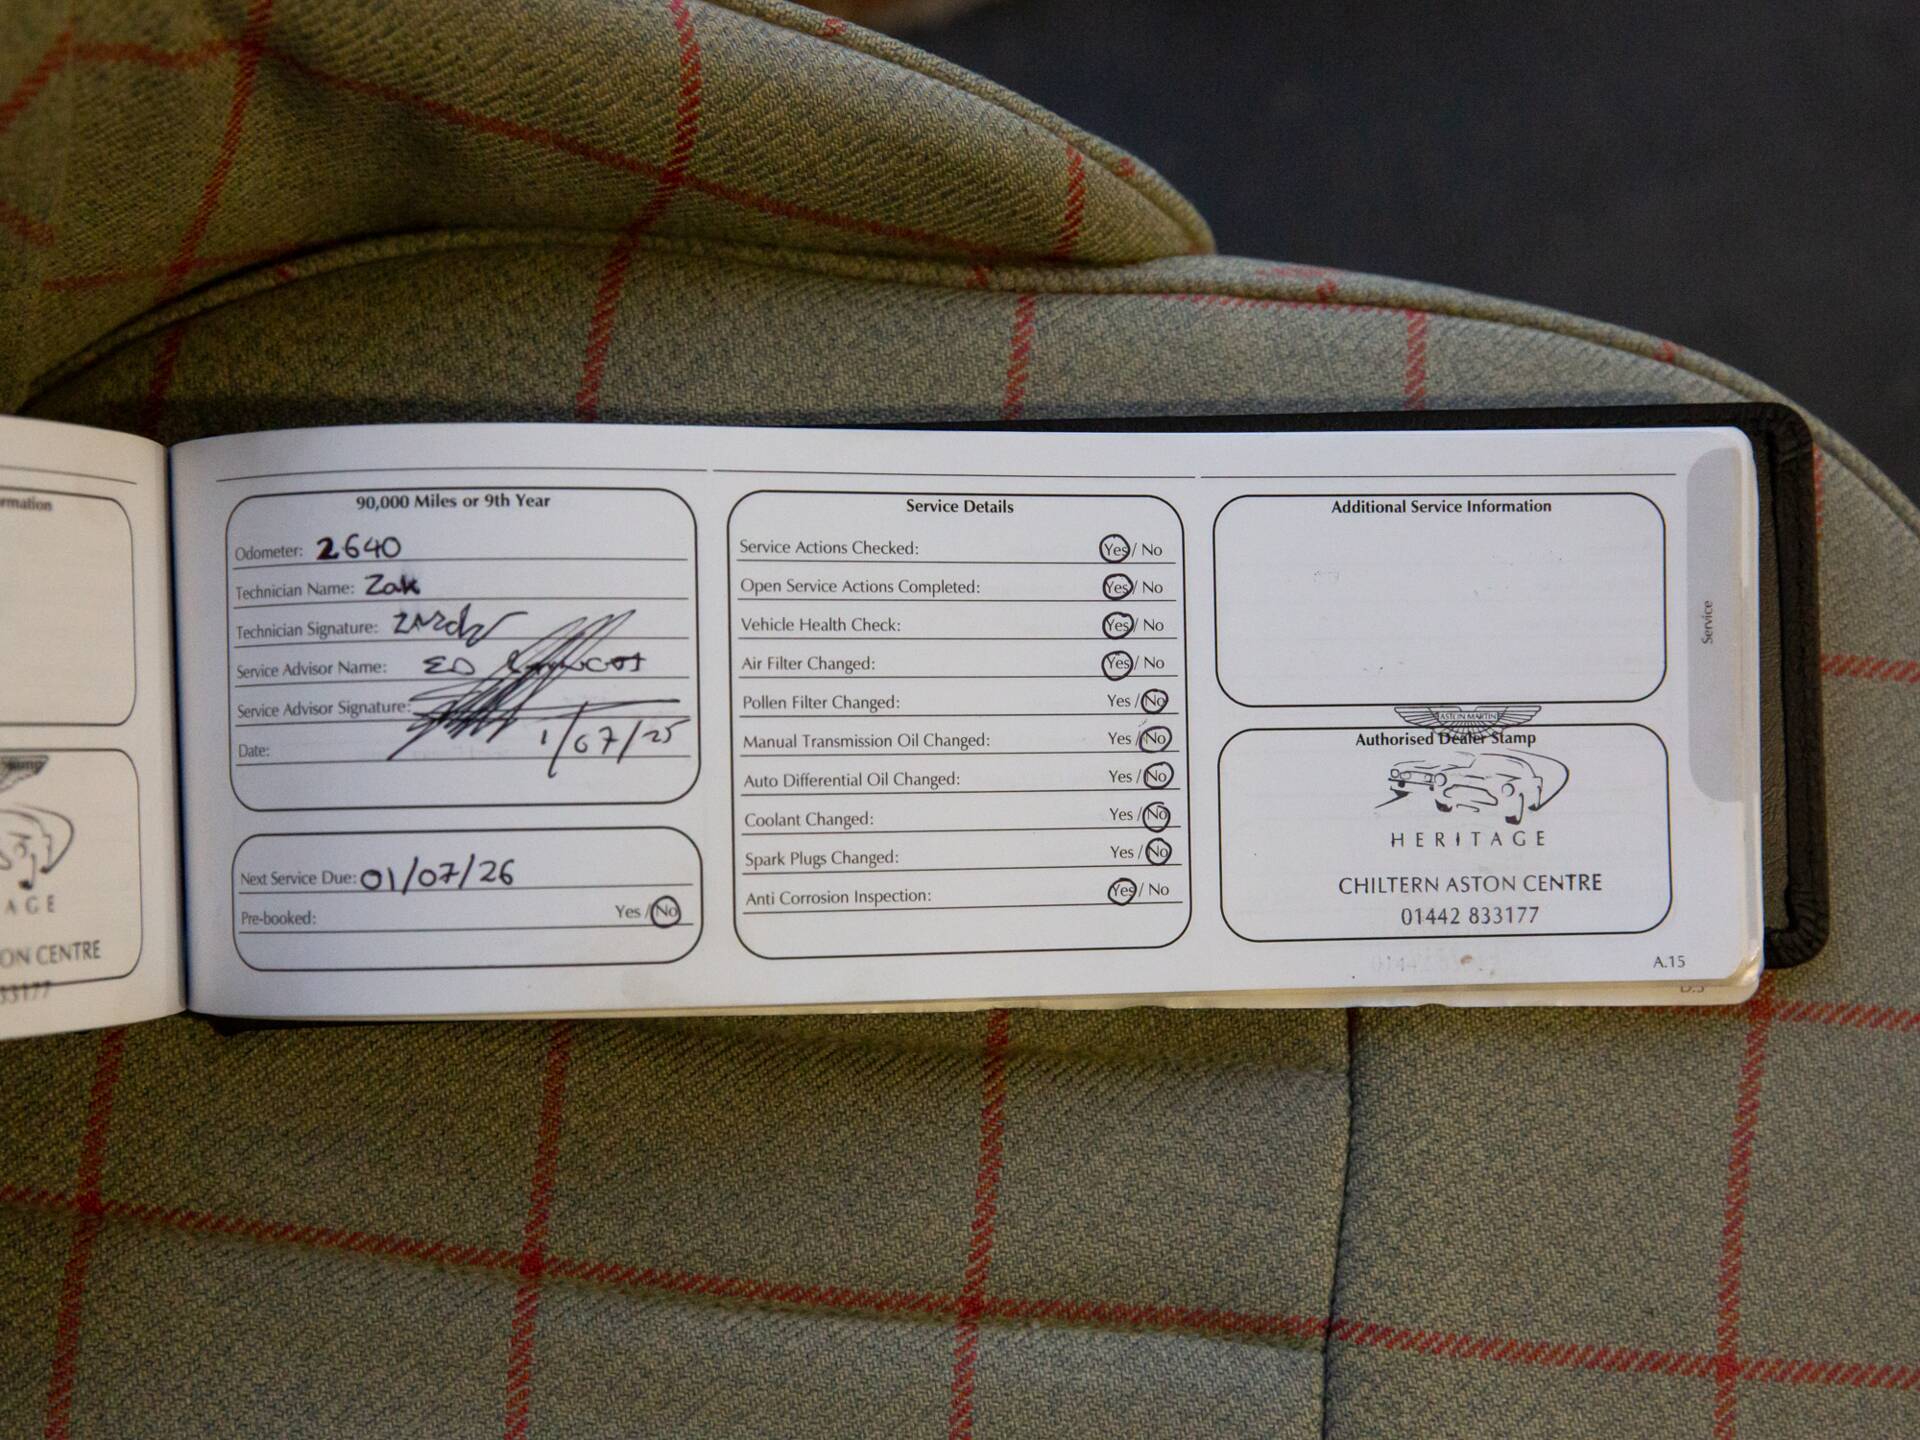 rmation
AGE
ON CENTRE
33177
90,000 Miles or 9th Year
Odometer: 2640
Technician Name: Zak
Technician Signature:
Service Advisor Name: ED
Service Advisor Signature:
Date: 1/07/25
Next Service Due: 01/07/26
Pre-booked: Yes / No
Service Details
Service Actions Checked: Yes / No
Open Service Actions Completed: Yes / No
Vehicle Health Check: Yes / No
Air Filter Changed: Yes / No
Pollen Filter Changed: Yes / No
Manual Transmission Oil Changed: Yes / No
Auto Differential Oil Changed: Yes / No
Coolant Changed: Yes / No
Spark Plugs Changed: Yes / No
Anti Corrosion Inspection: Yes / No
Additional Service Information
ASTON MARTIN
Authorised Dealer Stamp
HERITAGE
CHILTERN ASTON CENTRE
01442 833177
A.15
Service